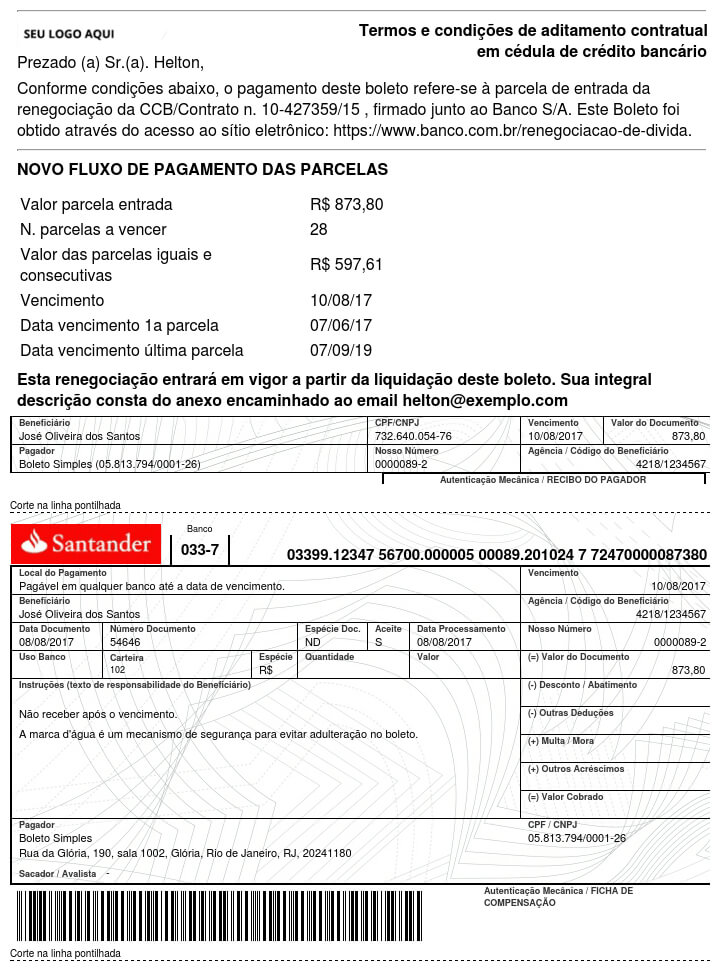 SEU LOGO AQUI
Termos e condições de aditamento contratual
em cédula de crédito bancário
Prezado (a) Sr.(a). Helton,
Conforme condições abaixo, o pagamento deste boleto refere-se à parcela de entrada da
renegociação da CCB/Contrato n. 10-427359/15 , firmado junto ao Banco S/A. Este Boleto foi
obtido através do acesso ao sítio eletrônico: https://www.banco.com.br/renegociacao-de-divida.
NOVO FLUXO DE PAGAMENTO DAS PARCELAS
Valor parcela entrada R$ 873,80
N. parcelas a vencer 28
Valor das parcelas iguais e
consecutivas R$ 597,61
Vencimento 10/08/17
Data vencimento 1a parcela 07/06/17
Data vencimento última parcela 07/09/19
Esta renegociação entrará em vigor a partir da liquidação deste boleto. Sua integral
descrição consta do anexo encaminhado ao email helton@exemplo.com
Beneficiário CPF/CNPJ Vencimento Valor do Documento
José Oliveira dos Santos 732.640.054-76 10/08/2017 873,80
Pagador Nosso Número Agência / Código do Beneficiário
Boleto Simples (05.813.794/0001-26) 0000089-2 4218/1234567
Autenticação Mecânica / RECIBO DO PAGADOR
Corte na linha pontilhada
Santander Banco
033-7 03399.12347 56700.000005 00089.201024 7 72470000087380
Local do Pagamento Vencimento
Pagável em qualquer banco até a data de vencimento. 10/08/2017
Beneficiário Agência / Código do Beneficiário
José Oliveira dos Santos 4218/1234567
Data Documento Número Documento Espécie Doc. Aceite Data Processamento Nosso Número
08/08/2017 54646 ND S 08/08/2017 0000089-2
Uso Banco Carteira Espécie Quantidade Valor (=) Valor do Documento
102 R$ 873,80
Instruções (texto de responsabilidade do Beneficiário) (-) Desconto / Abatimento
Não receber após o vencimento. (-) Outras Deduções
A marca d'água é um mecanismo de segurança para evitar adulteração no boleto. (+) Multa / Mora
(+) Outros Acréscimos
(=) Valor Cobrado
Pagador CPF / CNPJ
Boleto Simples 05.813.794/0001-26
Rua da Glória, 190, sala 1002, Glória, Rio de Janeiro, RJ, 20241180
Sacador / Avalista -
Autenticação Mecânica / FICHA DE
COMPENSAÇÃO
Corte na linha pontilhada